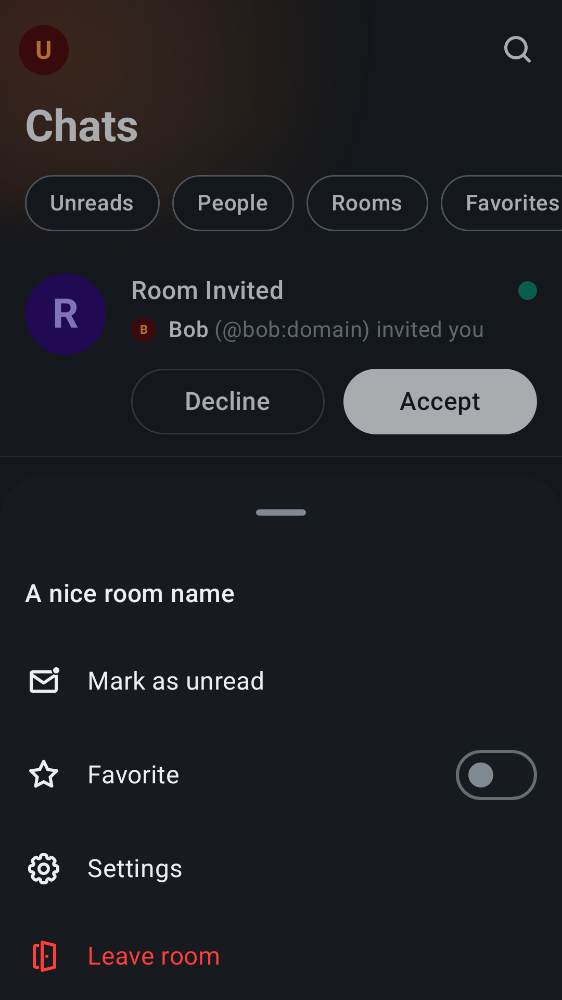 U
Chats
Unreads People Rooms Favorites
R
Room Invited
B Bob (@bob:domain) invited you
Decline Accept
A nice room name
Mark as unread
Favorite
Settings
Leave room